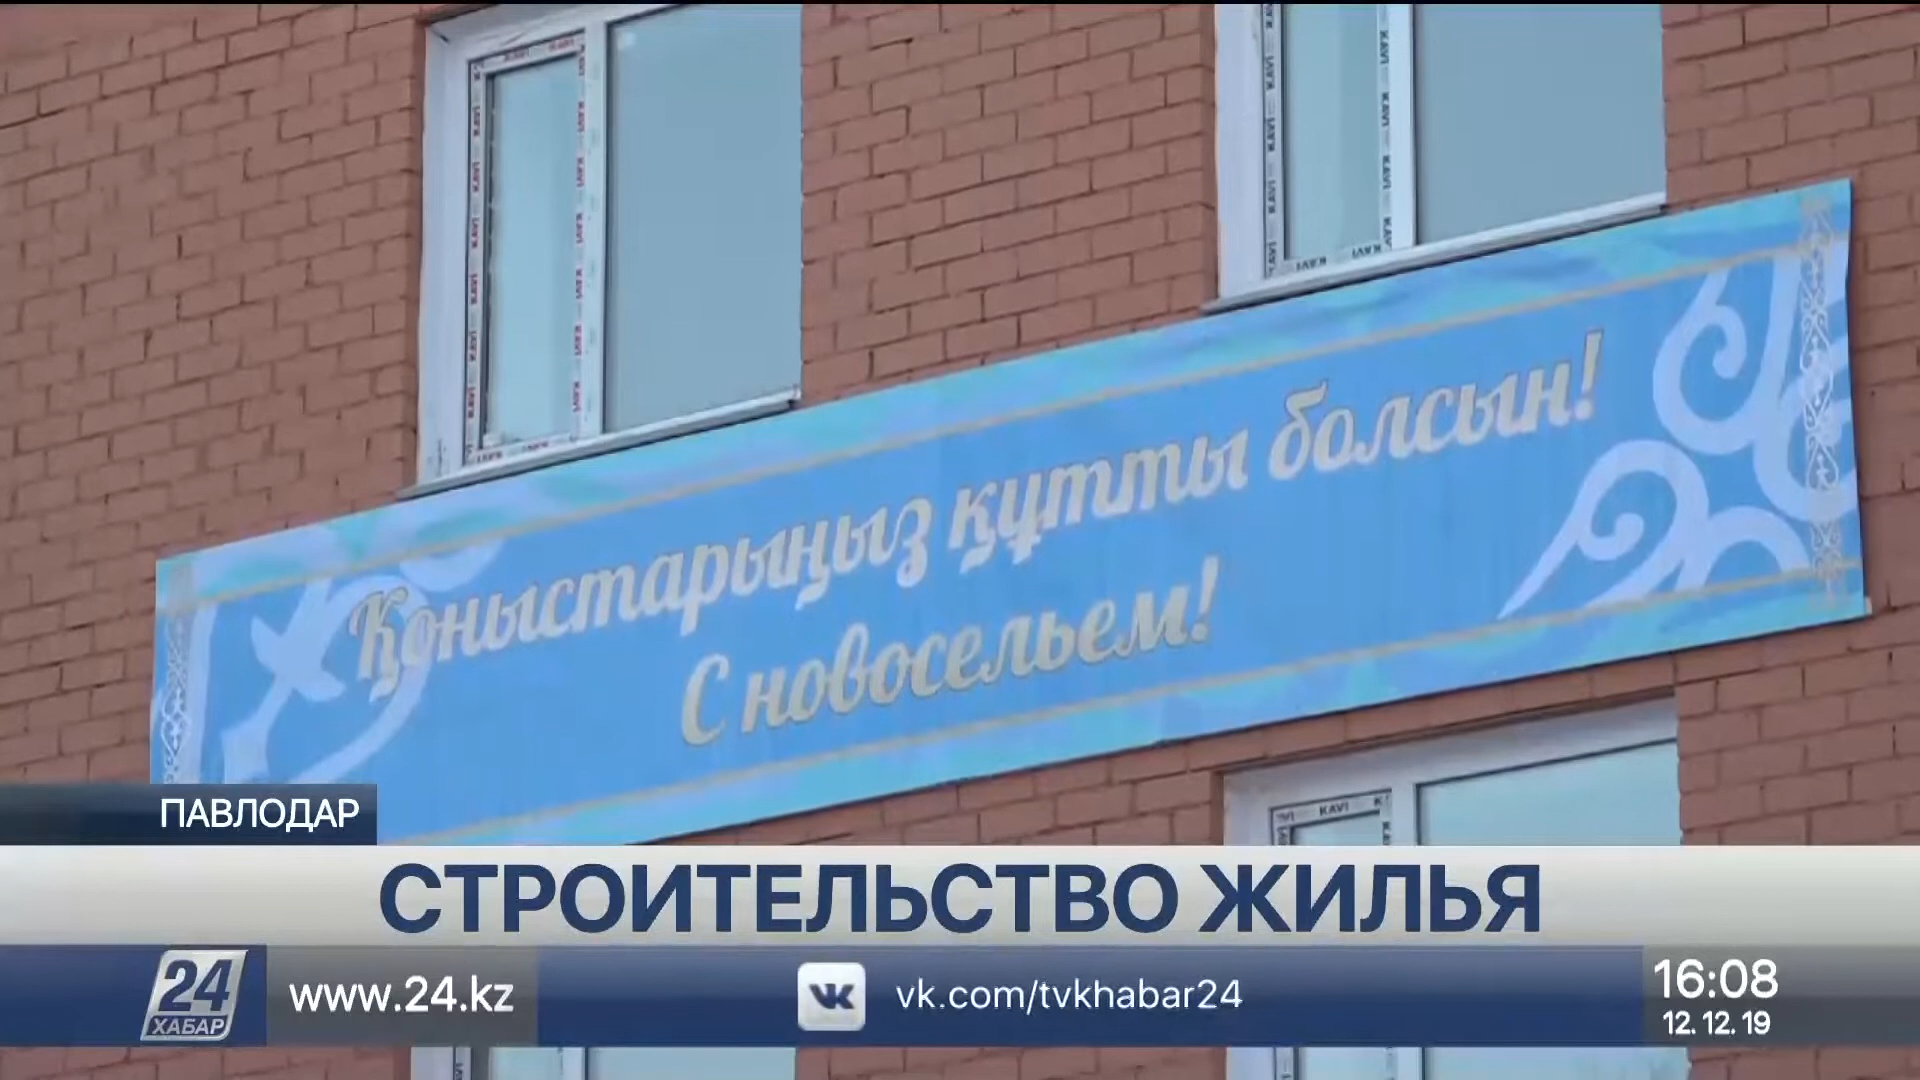 Қоныстарыңыз құтты болсын!
С новосельем!
ПАВЛОДАР
СТРОИТЕЛЬСТВО ЖИЛЬЯ
24
ХАБАР
www.24.kz
vk.com/tvkhabar24
16:08
12.12.19
KAVI